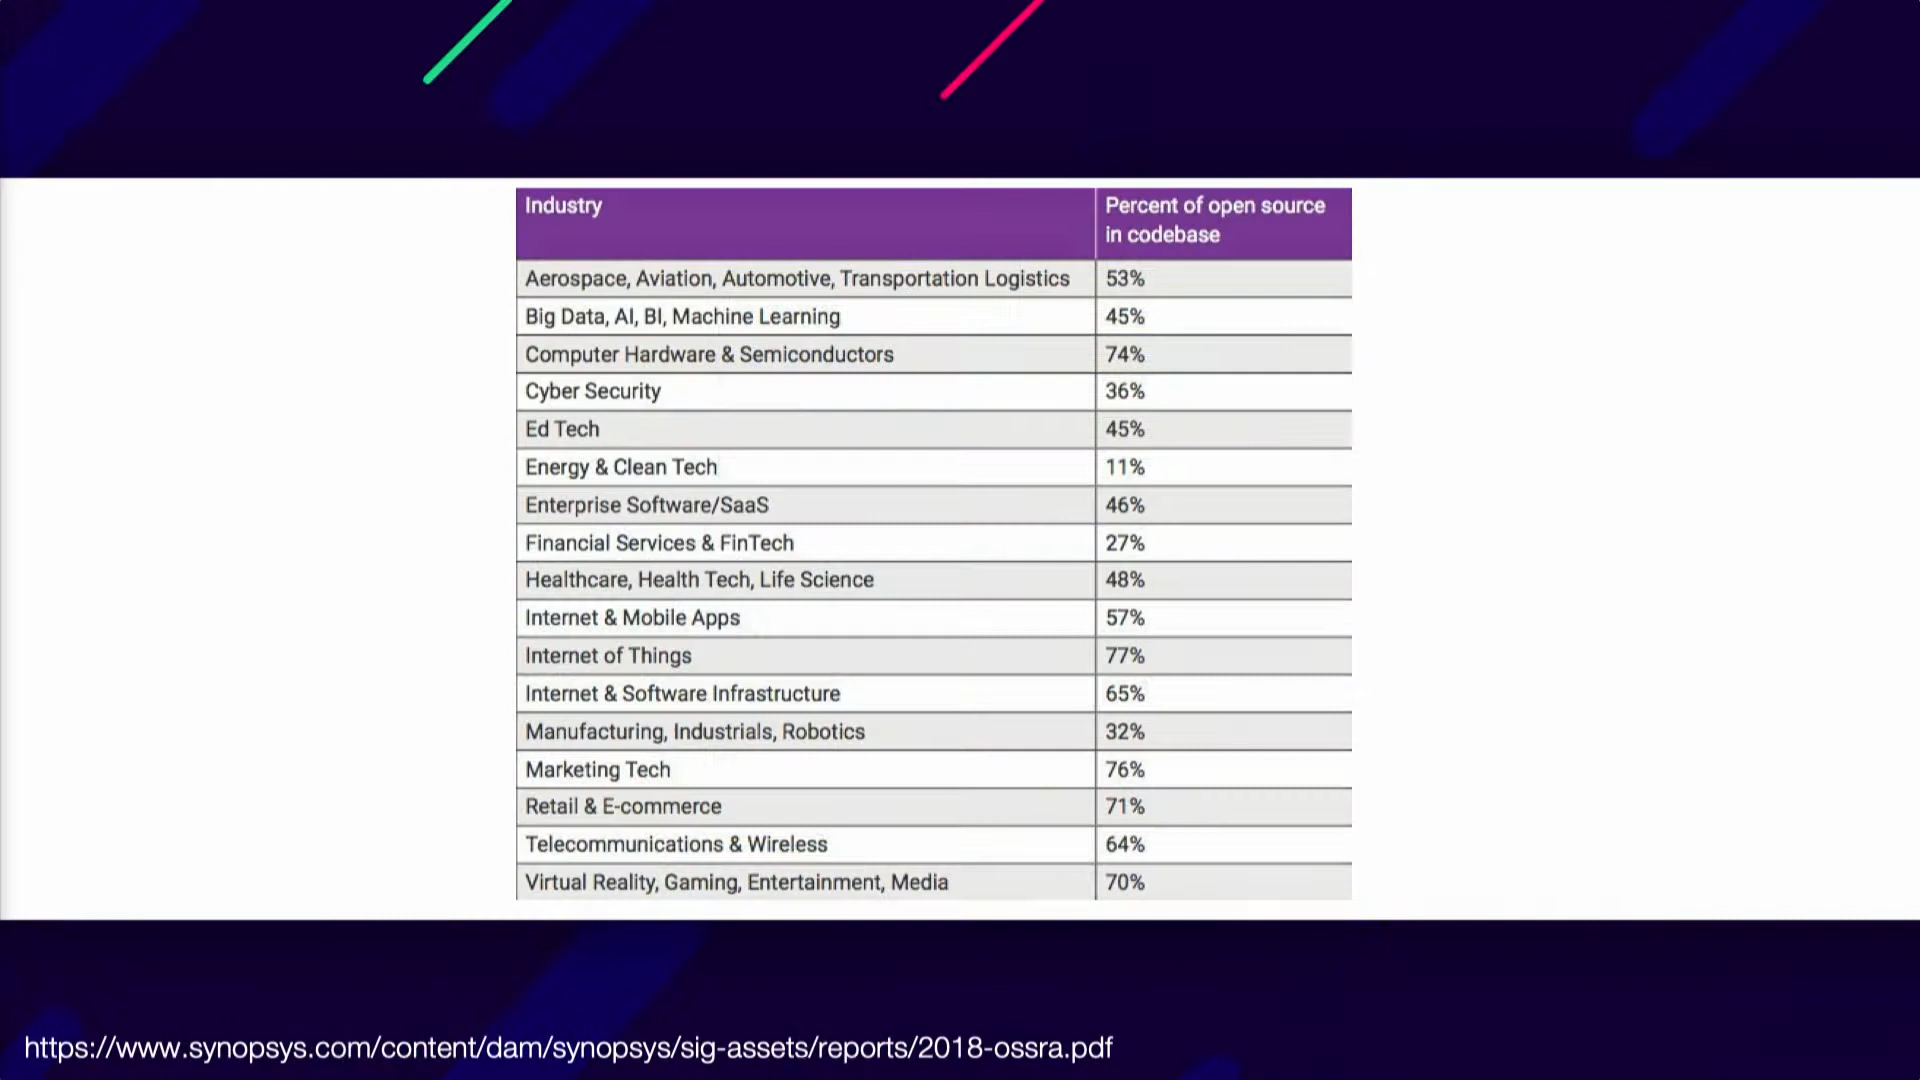 Industry
Percent of open source
in codebase
Aerospace, Aviation, Automotive, Transportation Logistics 53%
Big Data, AI, BI, Machine Learning 45%
Computer Hardware & Semiconductors 74%
Cyber Security 36%
Ed Tech 45%
Energy & Clean Tech 11%
Enterprise Software/SaaS 46%
Financial Services & FinTech 27%
Healthcare, Health Tech, Life Science 48%
Internet & Mobile Apps 57%
Internet of Things 77%
Internet & Software Infrastructure 65%
Manufacturing, Industrials, Robotics 32%
Marketing Tech 76%
Retail & E-commerce 71%
Telecommunications & Wireless 64%
Virtual Reality, Gaming, Entertainment, Media 70%
https://www.synopsys.com/content/dam/synopsys/sig-assets/reports/2018-ossra.pdf